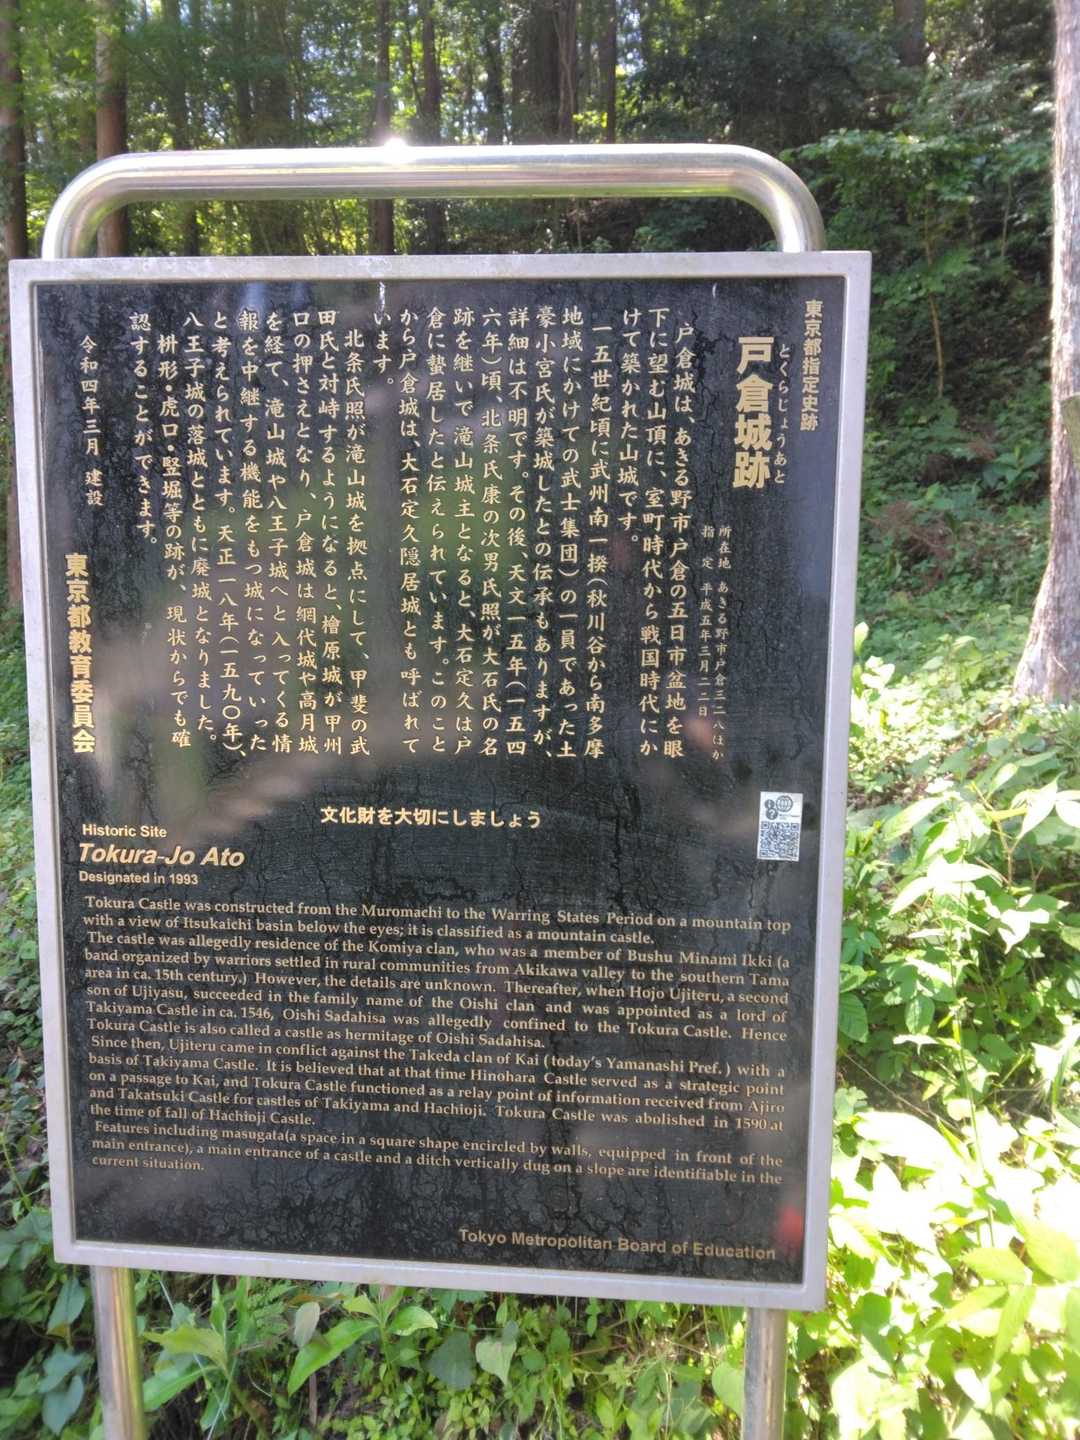 東京都指定史跡
とくらじょうあと
戸倉城跡
所在地 あきる野市戸倉三二八ほか
指定 平成五年三月二二日
戸倉城は、あきる野市戸倉の五日市盆地を眼
下に望む山頂に、室町時代から戦国時代にか
けて築かれた山城です。
一五世紀頃に武州南一揆(秋川谷から南多摩
地域にかけての武士集団)の一員であった土
豪小宮氏が築城したとの伝承もありますが、
詳細は不明です。その後、天文一五年(一五四
六年)頃、北条氏康の次男氏照が大石氏の名
跡を継いで滝山城主となると、大石定久は戸
倉に蟄居したと伝えられています。このこと
から戸倉城は、大石定久隠居城とも呼ばれて
います。
北条氏照が滝山城を拠点にして、甲斐の武
田氏と対峙するようになると、檜原城が甲州
口の押さえとなり、戸倉城は網代城や高月城
を経て、滝山城や八王子城へと入ってくる情
報を中継する機能をもつ城になっていった
と考えられています。天正一八年(一五九〇年)、
八王子城の落城とともに廃城となりました。
枡形・虎口・竪堀等の跡が、現状からでも確
認することができます。
令和四年三月 建設
東京都教育委員会
文化財を大切にしましょう
Historic Site
Tokura-Jo Ato
Designated in 1993
Tokura Castle was constructed from the Muromachi to the Warring States Period on a mountain top
with a view of Itsukaichi basin below the eyes; it is classified as a mountain castle.
The castle was allegedly residence of the Komiya clan, who was a member of Bushu Minami Ikki (a
band organized by warriors settled in rural communities from Akikawa valley to the southern Tama
area in ca. 15th century.) However, the details are unknown. Thereafter, when Hojo Ujiteru, a second
son of Ujiyasu, succeeded in the family name of the Oishi clan and was appointed as a lord of
Takiyama Castle in ca. 1546, Oishi Sadahisa was allegedly confined to the Tokura Castle. Hence
Tokura Castle is also called a castle as hermitage of Oishi Sadahisa.
Since then, Ujiteru came in conflict against the Takeda clan of Kai (today's Yamanashi Pref.) with a
basis of Takiyama Castle. It is believed that at that time Hinohara Castle served as a strategic point
on a passage to Kai, and Tokura Castle functioned as a relay point of information received from Ajiro
and Takatsuki Castle for castles of Takiyama and Hachioji. Tokura Castle was abolished in 1590 at
the time of fall of Hachioji Castle.
Features including masugata(a space in a square shape encircled by walls, equipped in front of the
main entrance), a main entrance of a castle and a ditch vertically dug on a slope are identifiable in the
current situation.
Tokyo Metropolitan Board of Education